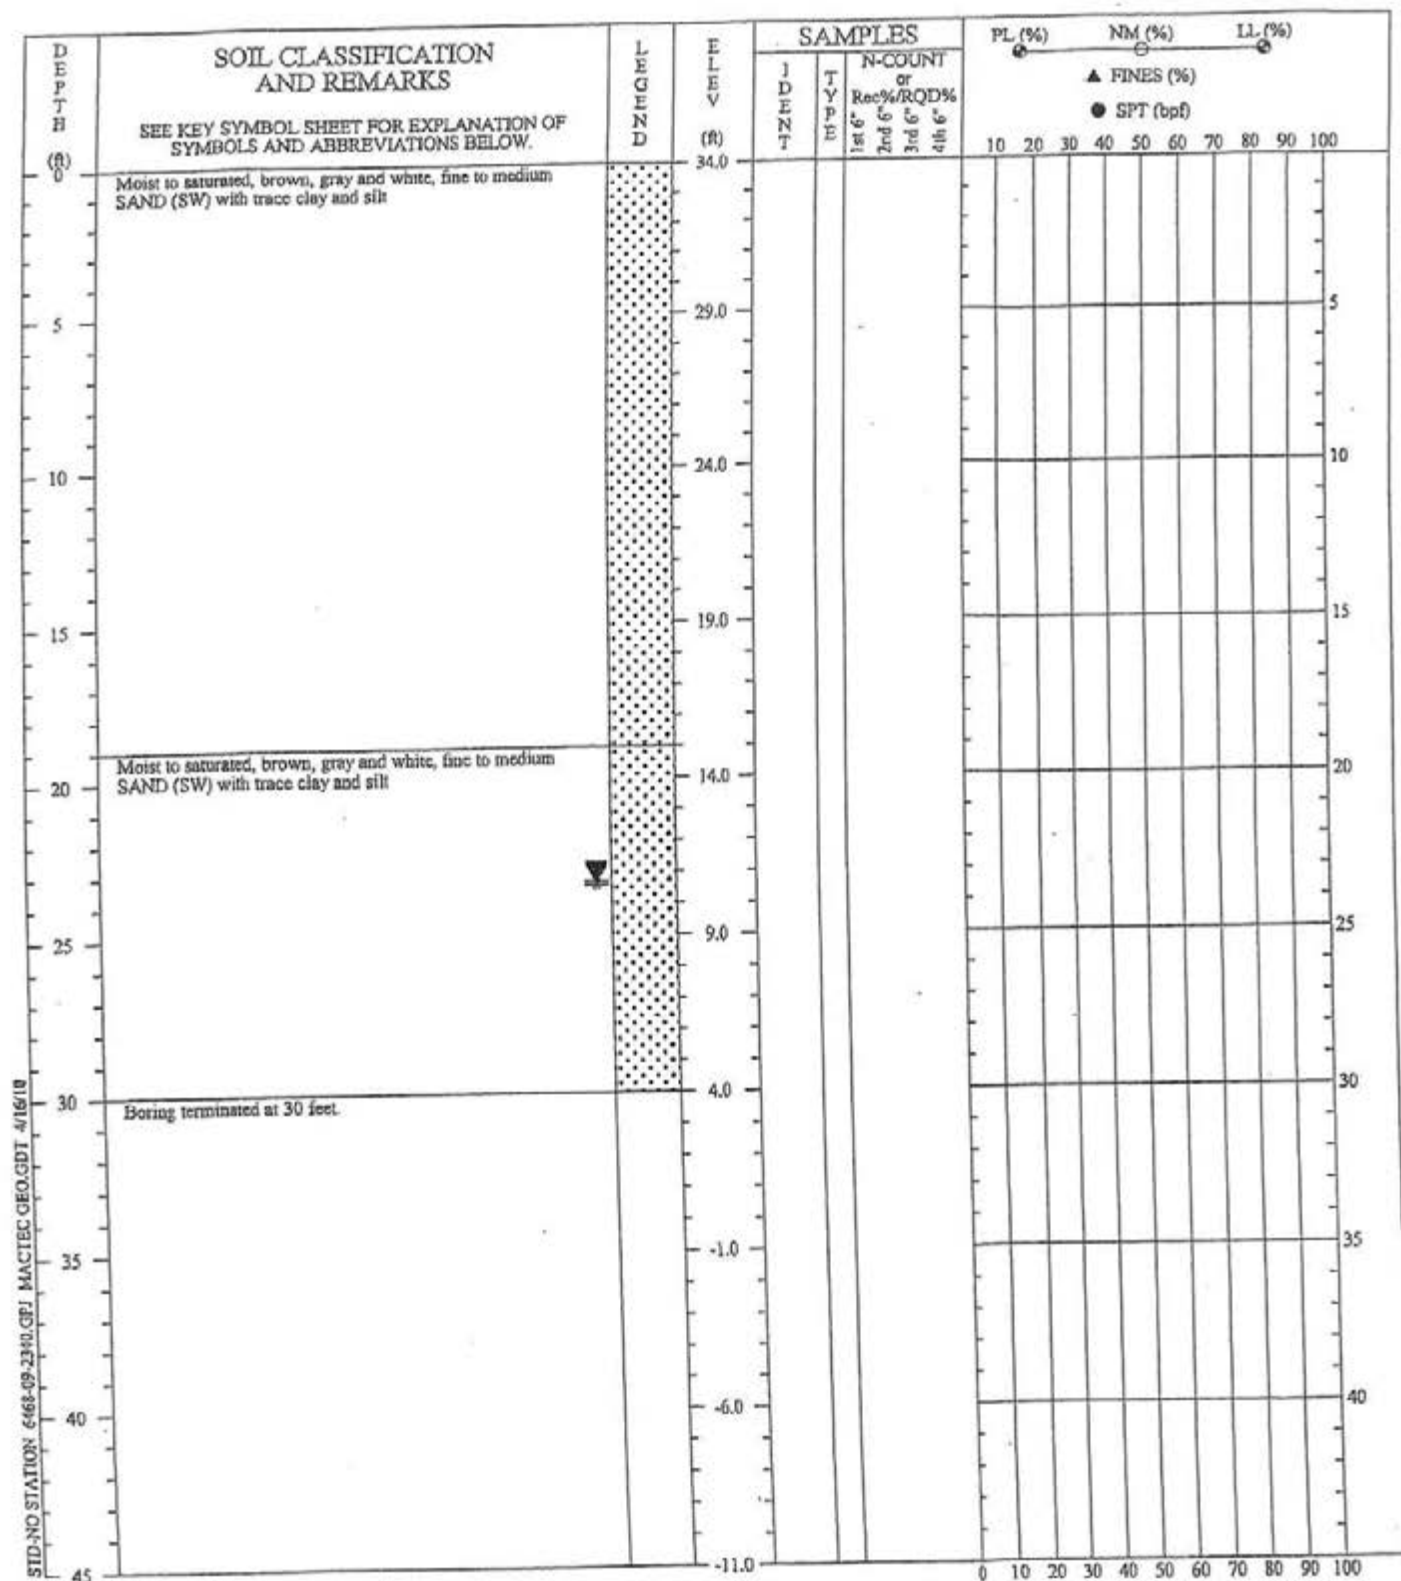 DEPTH
(ft)
SOIL CLASSIFICATION
AND REMARKS
SEE KEY SYMBOL SHEET FOR EXPLANATION OF
SYMBOLS AND ABBREVIATIONS BELOW.
LEGEND
ELEV
(ft)
SAMPLES
IDENT
TYPE
N-COUNT
or
Rec%/RQD%
1st 6"
2nd 6"
3rd 6"
4th 6"
PL (%) NM (%) LL (%)
▲ FINES (%)
● SPT (bpf)
10 20 30 40 50 60 70 80 90 100
0
34.0
Moist to saturated, brown, gray and white, fine to medium
SAND (SW) with trace clay and silt
5
29.0
5
10
24.0
10
15
19.0
15
Moist to saturated, brown, gray and white, fine to medium
SAND (SW) with trace clay and silt
20
14.0
20
25
9.0
25
30
4.0
30
Boring terminated at 30 feet.
35
-1.0
35
40
-6.0
40
45
-11.0
0 10 20 30 40 50 60 70 80 90 100
STD-NO STATION 6468-09-2340.GPJ MACTEC GEO.GDT 4/16/10